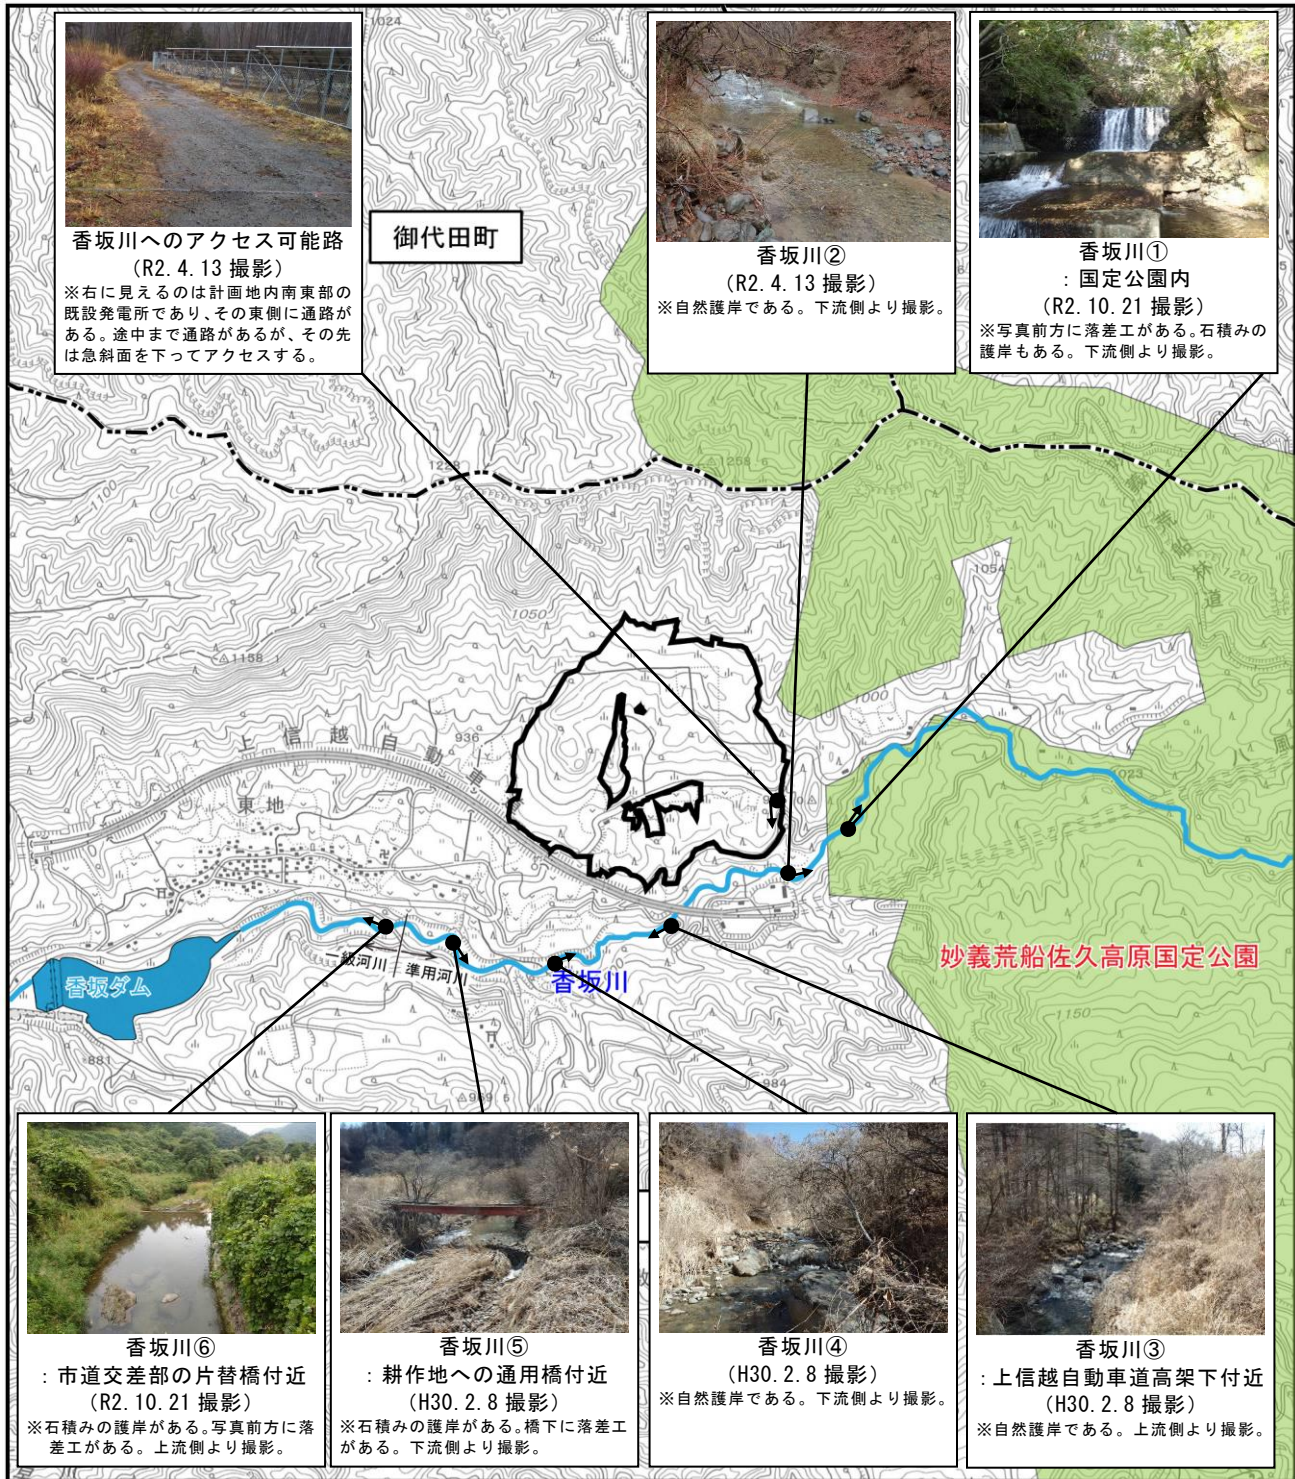 香坂川へのアクセス可能路
（R2.4.13 撮影）
※右に見えるのは計画地内南東部の
既設発電所であり、その東側に通路が
ある。途中まで通路があるが、その先
は急斜面を下ってアクセスする。
御代田町
香坂川②
（R2.4.13 撮影）
※自然護岸である。下流側より撮影。
香坂川①
：国定公園内
（R2.10.21 撮影）
※写真前方に落差工がある。石積みの
護岸もある。下流側より撮影。
1024
1228
1258.6
1100
1050
1158.1
1054
1200
1000
936
1023
上信越自動車
東地
香坂ダム
級河川
準用河川
香坂川
妙義荒船佐久高原国定公園
1150
881
984
969.5
香坂川⑥
：市道交差部の片替橋付近
（R2.10.21 撮影）
※石積みの護岸がある。写真前方に落
差工がある。上流側より撮影。
香坂川⑤
：耕作地への通用橋付近
（H30.2.8 撮影）
※石積みの護岸がある。橋下に落差工
がある。下流側より撮影。
香坂川④
（H30.2.8 撮影）
※自然護岸である。下流側より撮影。
香坂川③
：上信越自動車道高架下付近
（H30.2.8 撮影）
※自然護岸である。上流側より撮影。